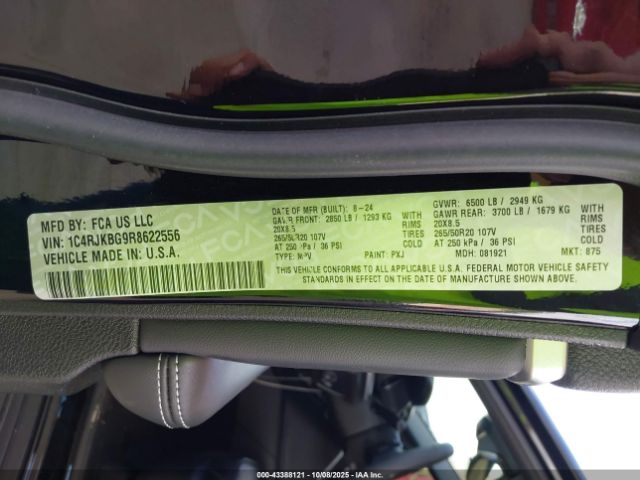 MFD BY: FCA US LLC
VIN: 1C4RJKBG9R8622556
VEHICLE MADE IN: U.S.A.
DATE OF MFR (BUILT): 8-24
GAWR FRONT: 2850 LB / 1293 KG WITH
20X8.5 RIMS
265/50R20 107V TIRES
AT 250 kPa / 36 PSI COLD
TYPE: MPV PAINT: PXJ
GVWR: 6500 LB / 2949 KG
GAWR REAR: 3700 LB / 1679 KG WITH
20X8.5 RIMS
265/50R20 107V TIRES
AT 250 kPa / 36 PSI COLD
MDH: 081921 MKT: 875
THIS VEHICLE CONFORMS TO ALL APPLICABLE U.S.A. FEDERAL MOTOR VEHICLE SAFETY
STANDARDS IN EFFECT ON THE DATE OF MANUFACTURE SHOWN ABOVE.
000-43388121 - 10/08/2025 - COPYRIGHT IAA, LLC.